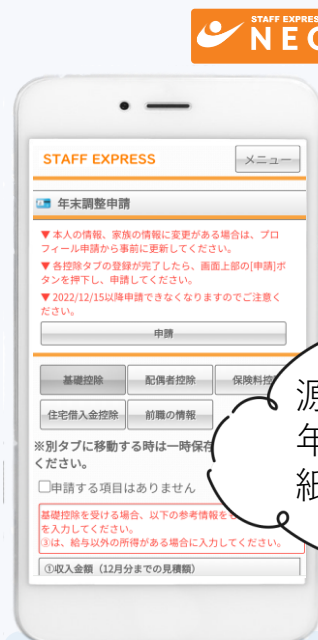 STAFF EXPRESS
NEO
STAFF EXPRESS
メニュー
年末調整申請
▼本人の情報、家族の情報に変更がある場合は、プロ
フィール申請から事前に更新してください。
▼各控除タブの登録が完了したら、画面上部の[申請]ボ
タンを押下し、申請してください。
▼2022/12/15以降申請できなくなりますのでご注意く
ださい。
申請
基礎控除
配偶者控除
保険料控
住宅借入金控除
前職の情報
※別タブに移動する時は一時保存
ください。
申請する項目はありません
基礎控除を受ける場合、以下の参考情報を
を入力してください。
③は、給与以外の所得がある場合に入力してください。
①収入金額（12月分までの見積額）
源
年
紙